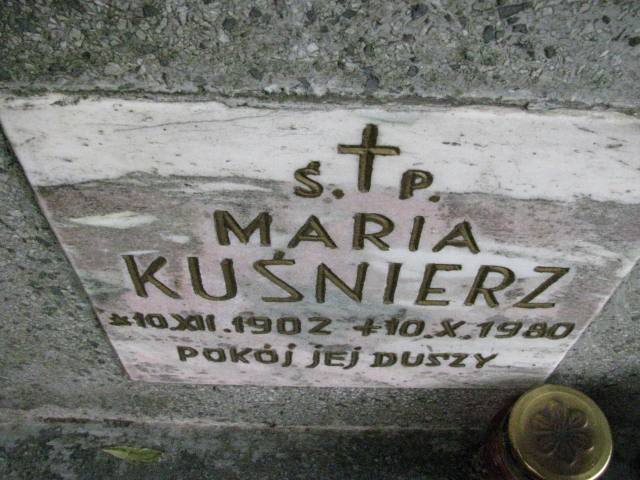 Ś. P.
MARIA
KUŚNIERZ
*10.XII.1902 +10.X.1980
POKÓJ JEJ DUSZY